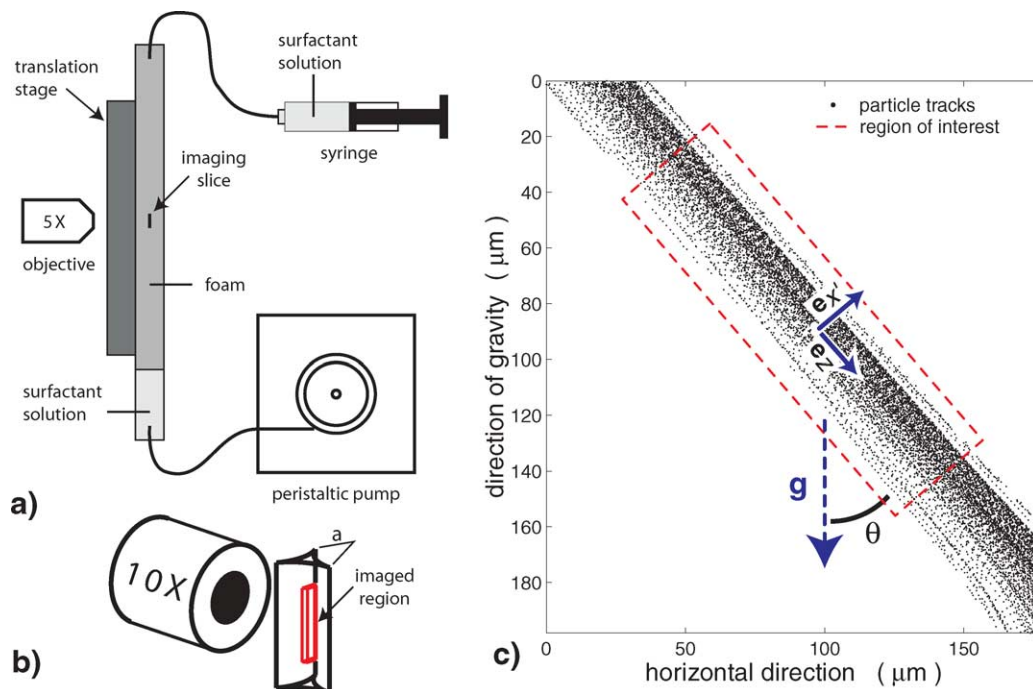 translation
stage
surfactant
solution
syringe
imaging
slice
5X
objective
foam
surfactant
solution
peristaltic pump
a)
10X
a
imaged
region
b)
0
20
40
60
80
100
120
140
160
180
direction of gravity ( μm )
particle tracks
region of interest
ex'
ez
g
θ
0
50
100
150
horizontal direction ( μm )
c)